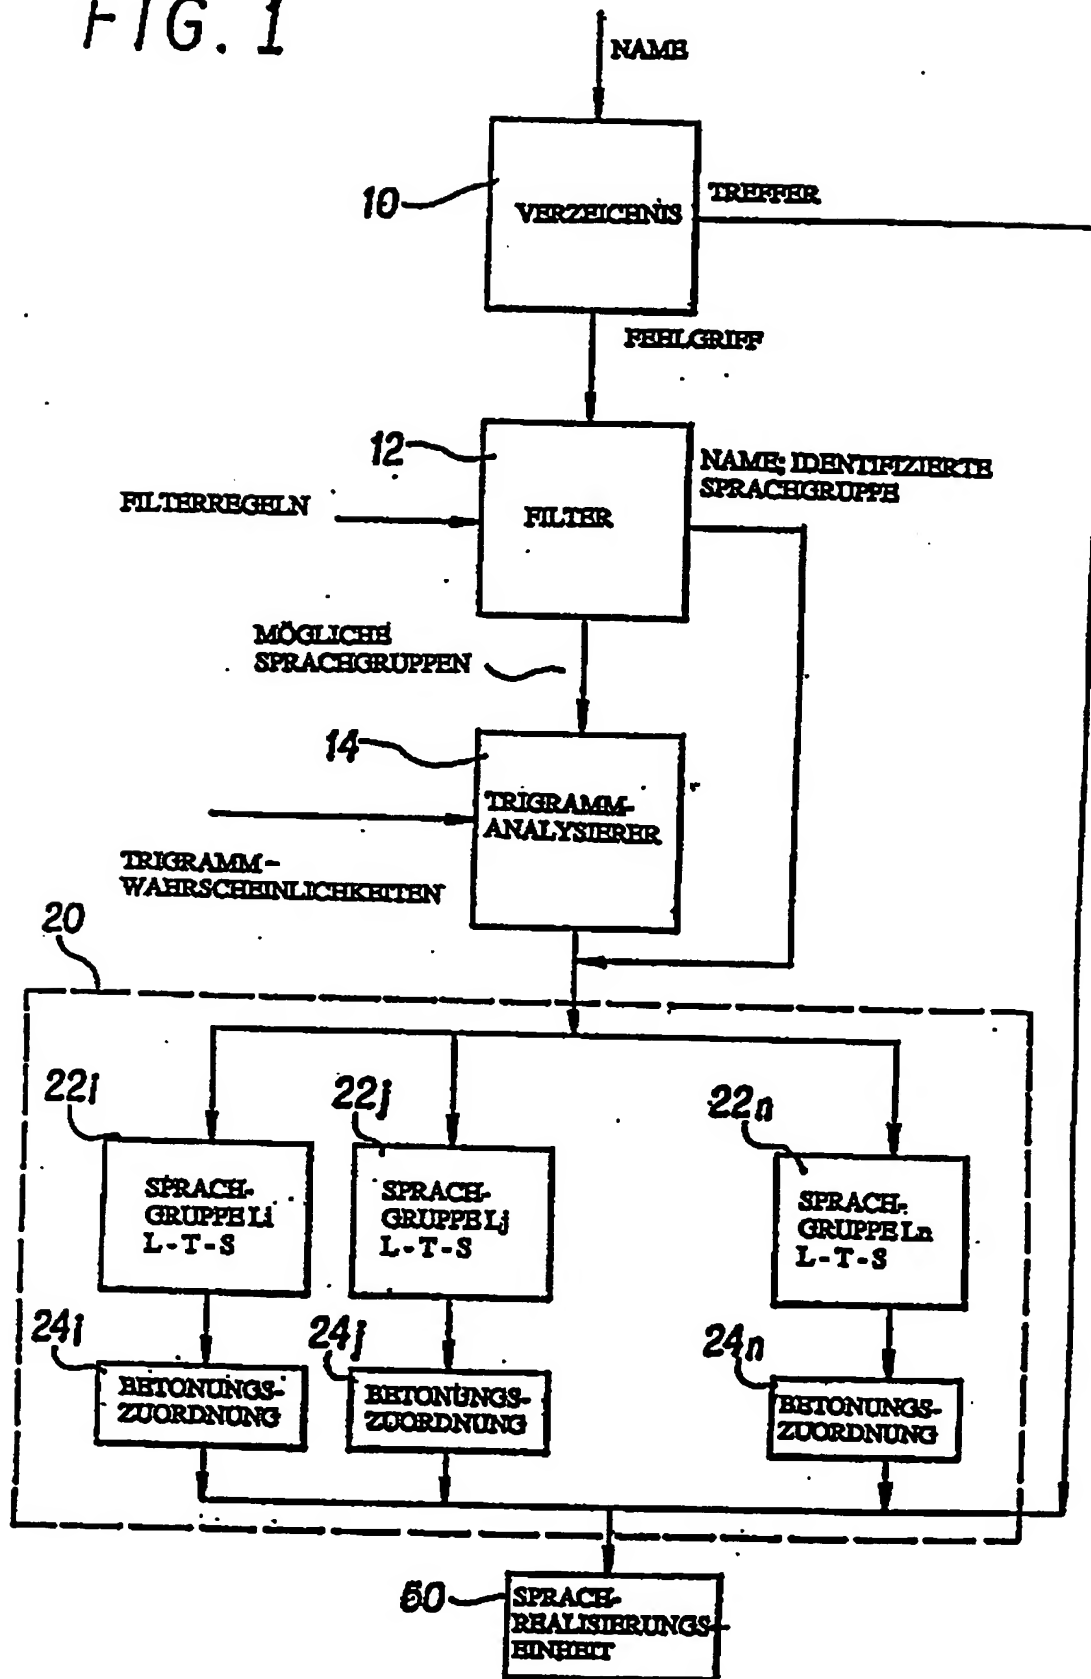 FIG. 1
NAME
10
VERZEICHNIS
TREFFER
FEHLGRIFF
12
FILTER
NAME; IDENTIFIZIERTE
SPRACHGRUPPE
FILTERREGELN
MÖGLICHE
SPRACHGRUPPEN
14
TRIGRAMM-
ANALYSIERER
TRIGRAMM-
WAHRSCHEINLICHKEITEN
20
22i
22j
22n
SPRACH-
GRUPPE Li
L-T-S
SPRACH-
GRUPPE Lj
L-T-S
SPRACH-
GRUPPE Ln
L-T-S
24i
24j
24n
BETONUNGS-
ZUORDNUNG
BETONUNGS-
ZUORDNUNG
BETONUNGS-
ZUORDNUNG
50
SPRACH-
REALISIERUNGS-
EINHEIT